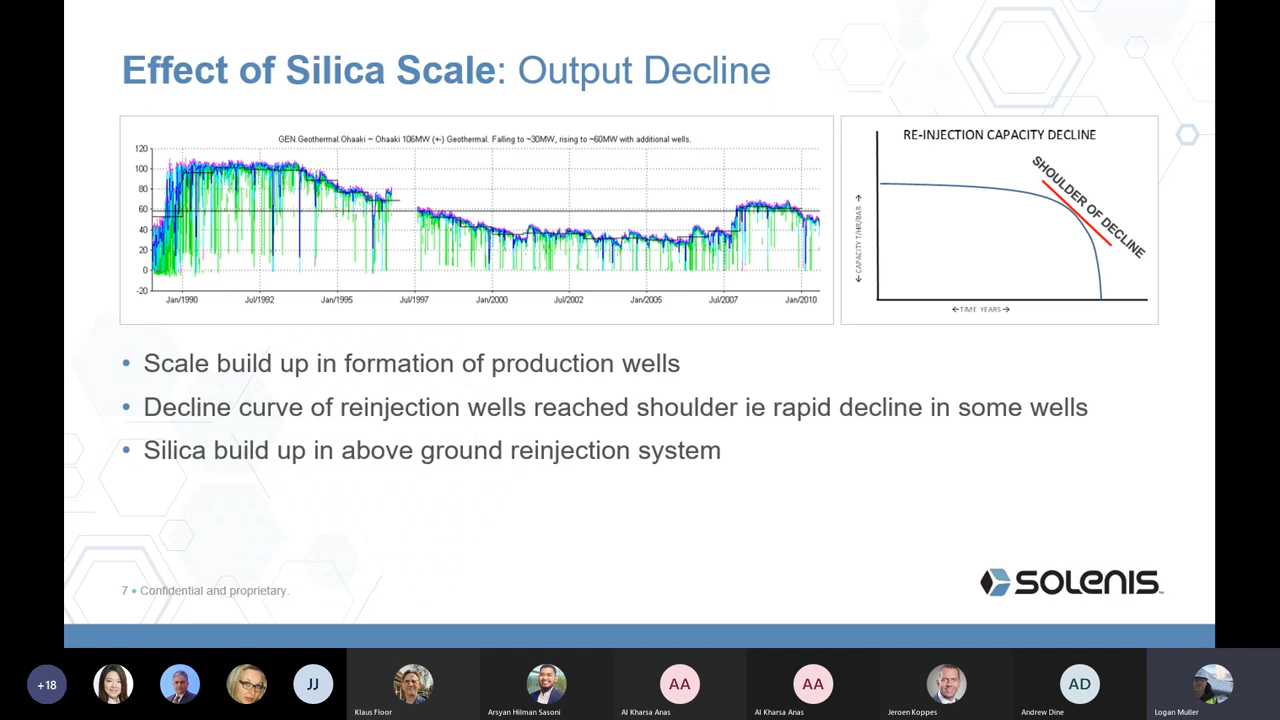 Effect of Silica Scale: Output Decline
GEN.Geothermal.Ohaaki ~ Ohaaki 106MW (+-) Geothermal. Falling to ~30MW, rising to ~60MW with additional wells.
120
100
80
60
40
20
0
-20
Jan/1990 Jul/1992 Jan/1995 Jul/1997 Jan/2000 Jul/2002 Jan/2005 Jul/2007 Jan/2010
RE-INJECTION CAPACITY DECLINE
SHOULDER OF DECLINE
← CAPACITY T/HR/BAR →
←TIME YEARS→
• Scale build up in formation of production wells
• Decline curve of reinjection wells reached shoulder ie rapid decline in some wells
• Silica build up in above ground reinjection system
7 • Confidential and proprietary.
SOLENIS
+18
JJ
AA
AA
AD
Klaus Floor
Arsyan Hilman Sasoni
Al Kharsa Anas
Al Kharsa Anas
Jeroen Koppes
Andrew Dine
Logan Muller